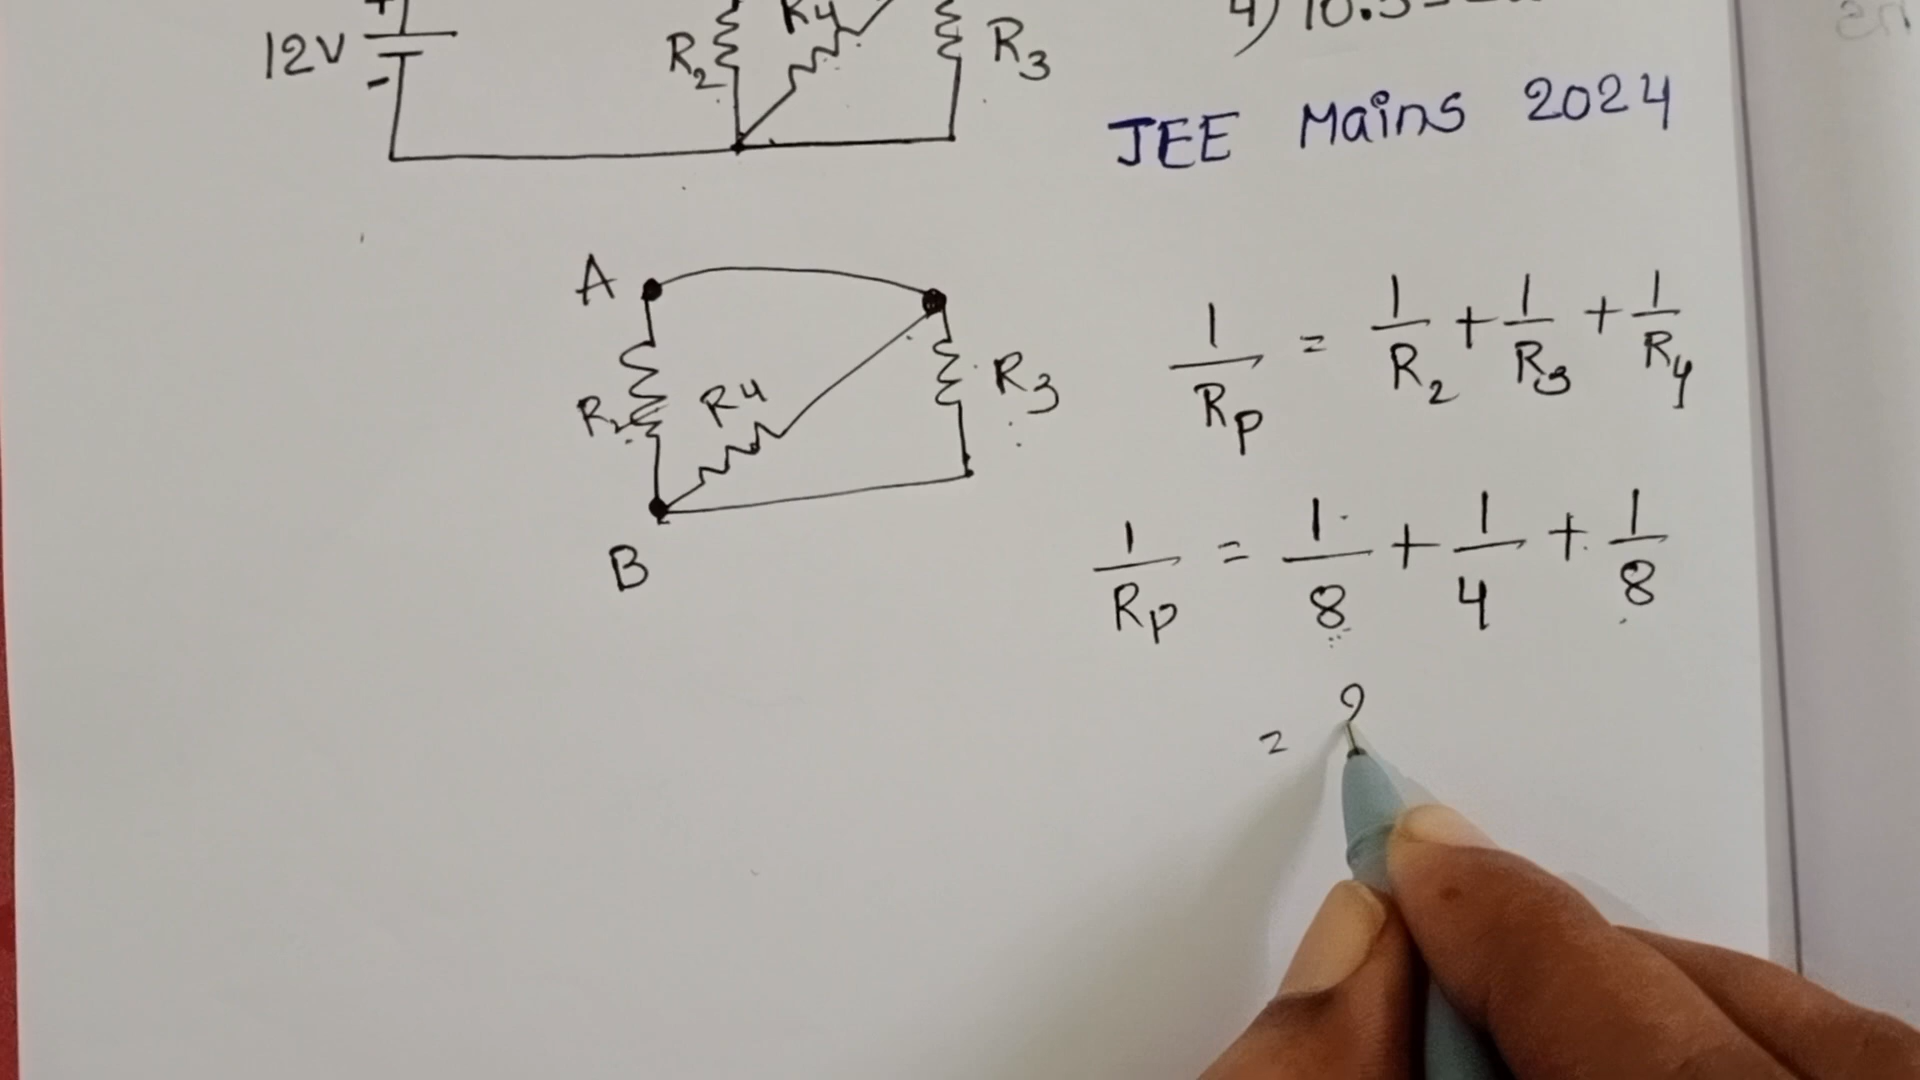 12V
+
-
R2
R4
R3
4) 10.5
JEE Mains 2024
A
R2
R4
R3
B
1/Rp = 1/R2 + 1/R3 + 1/R4
1/Rp = 1/8 + 1/4 + 1/8
=